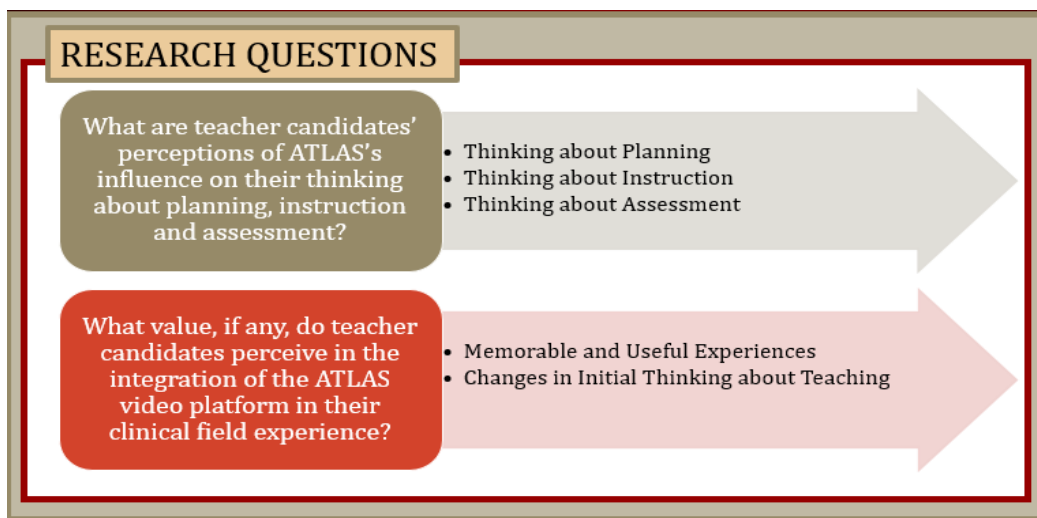 RESEARCH QUESTIONS
What are teacher candidates’
perceptions of ATLAS’s
influence on their thinking
about planning, instruction
and assessment?
• Thinking about Planning
• Thinking about Instruction
• Thinking about Assessment
What value, if any, do teacher
candidates perceive in the
integration of the ATLAS
video platform in their
clinical field experience?
• Memorable and Useful Experiences
• Changes in Initial Thinking about Teaching